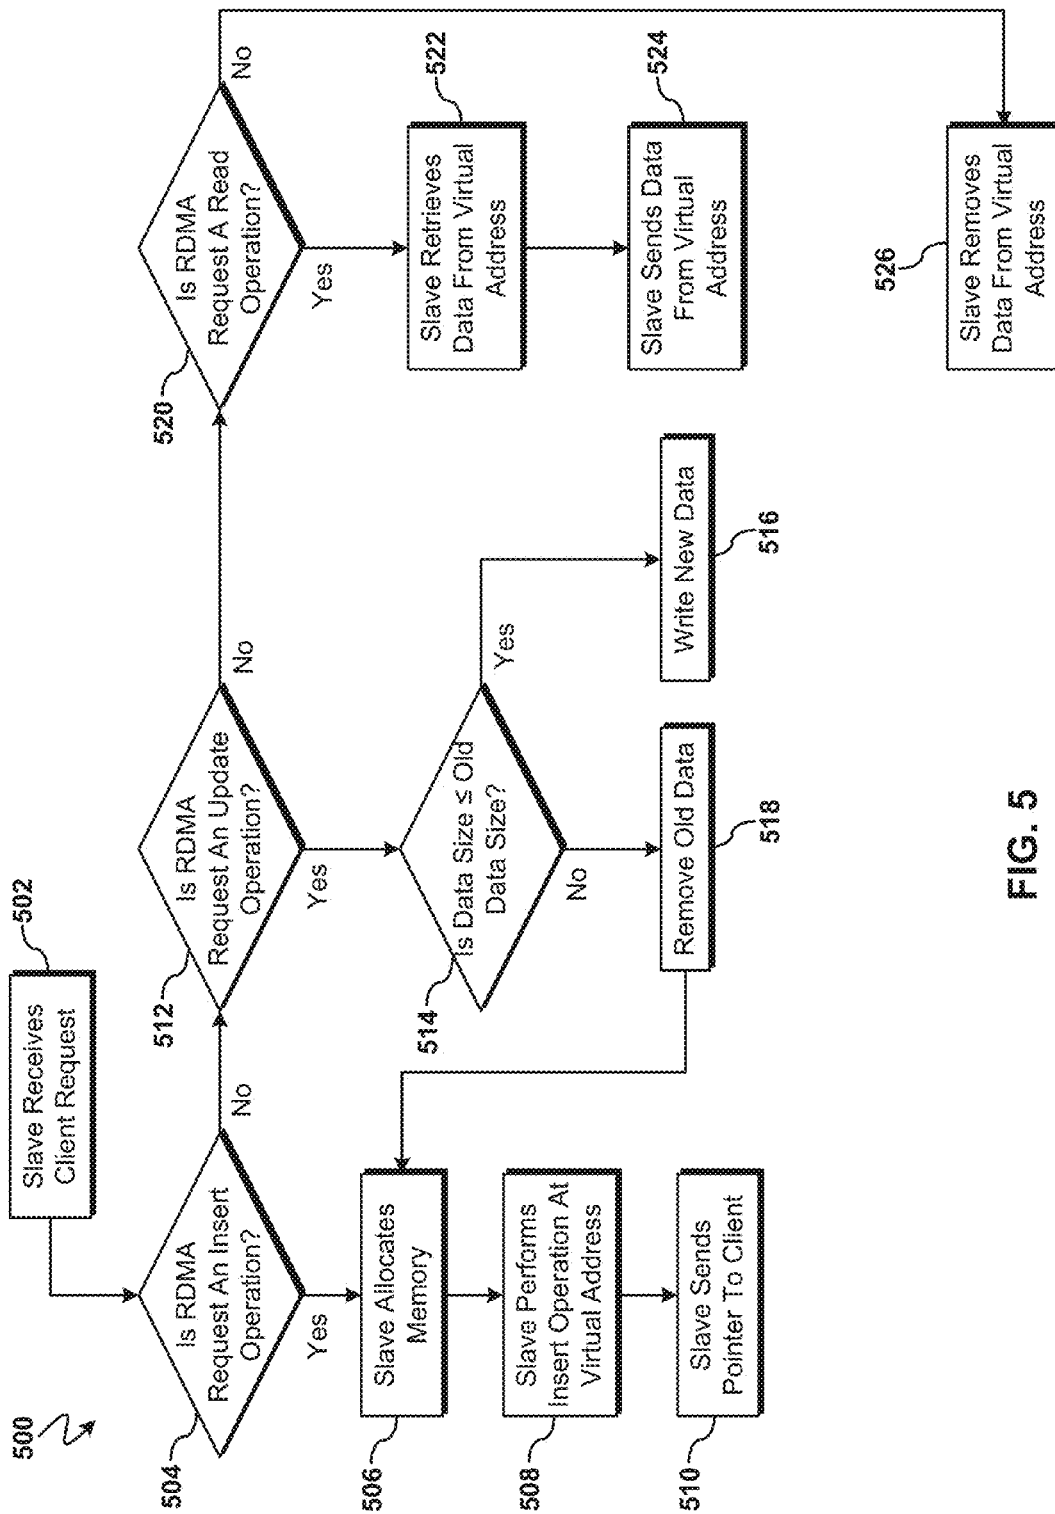 500
Slave Receives
Client Request
502
504
Is RDMA
Request An Insert
Operation?
No
Yes
506
Slave Allocates
Memory
508
Slave Performs
Insert Operation At
Virtual Address
510
Slave Sends
Pointer To Client
512
Is RDMA
Request An Update
Operation?
No
Yes
514
Is Data Size ≤ Old
Data Size?
Yes
No
Write New Data
516
Remove Old Data
518
520
Is RDMA
Request A Read
Operation?
No
Yes
Slave Retrieves
Data From Virtual
Address
522
Slave Sends Data
From Virtual
Address
524
526
Slave Removes
Data From Virtual
Address
FIG. 5